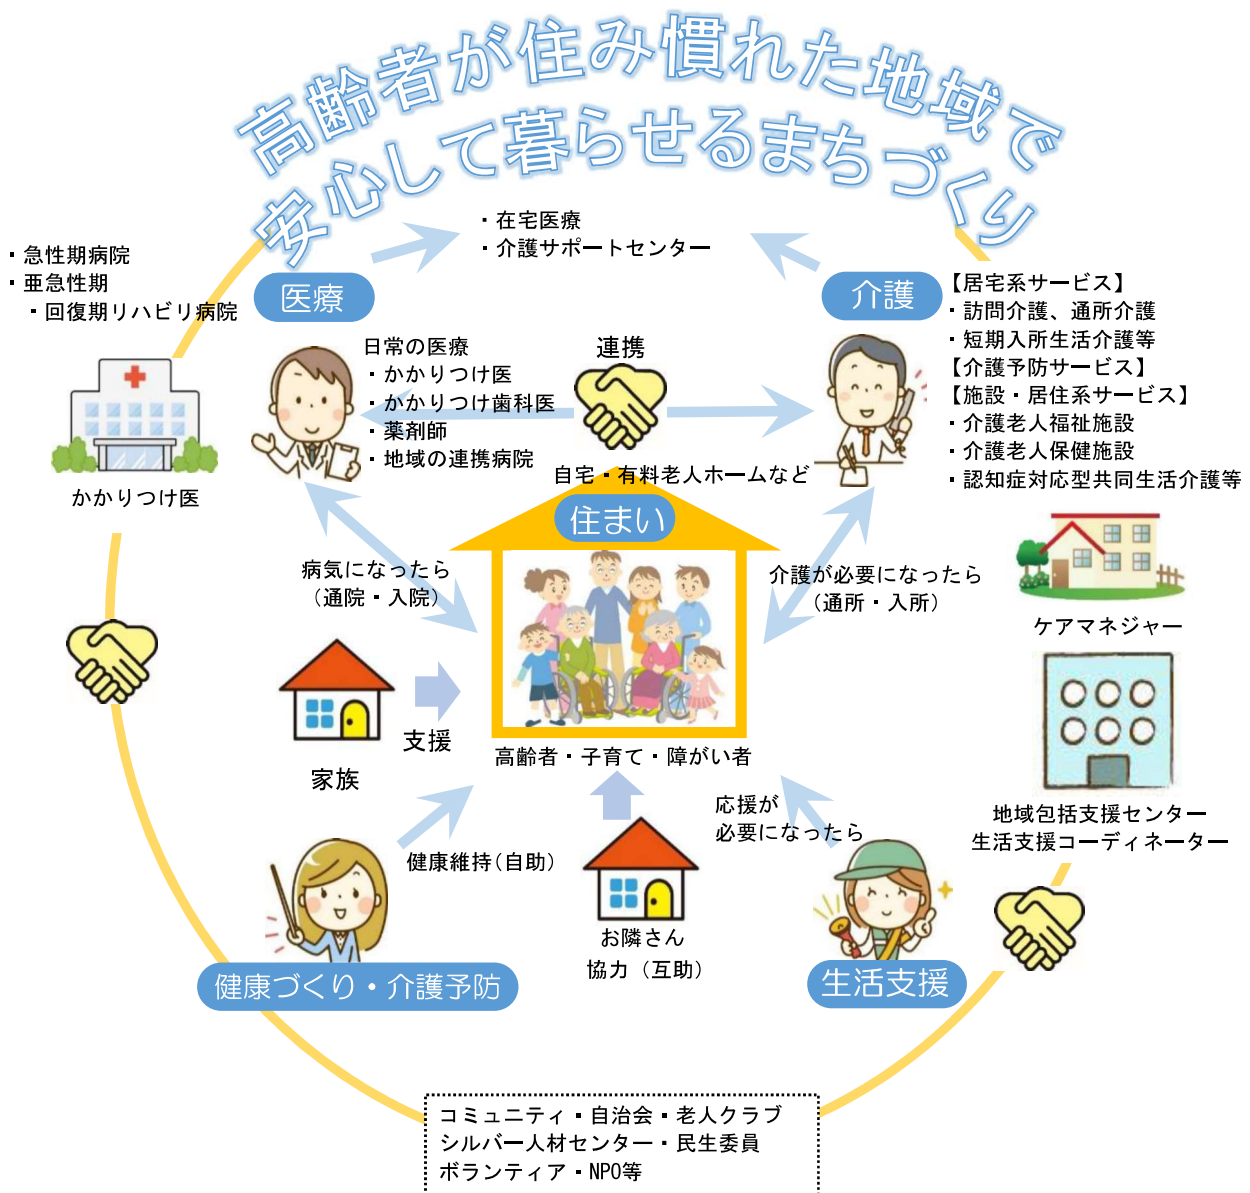 高齢者が住み慣れた地域で
安心して暮らせるまちづくり
・在宅医療
・介護サポートセンター
・急性期病院
・亜急性期
・回復期リハビリ病院
医療
介護
【居宅系サービス】
・訪問介護、通所介護
・短期入所生活介護等
【介護予防サービス】
【施設・居住系サービス】
・介護老人福祉施設
・介護老人保健施設
・認知症対応型共同生活介護等
日常の医療
・かかりつけ医
・かかりつけ歯科医
・薬剤師
・地域の連携病院
連携
かかりつけ医
自宅・有料老人ホームなど
住まい
病気になったら
（通院・入院）
介護が必要になったら
（通所・入所）
ケアマネジャー
支援
家族
高齢者・子育て・障がい者
地域包括支援センター
生活支援コーディネーター
応援が
必要になったら
健康維持（自助）
お隣さん
協力（互助）
健康づくり・介護予防
生活支援
コミュニティ・自治会・老人クラブ
シルバー人材センター・民生委員
ボランティア・NPO等